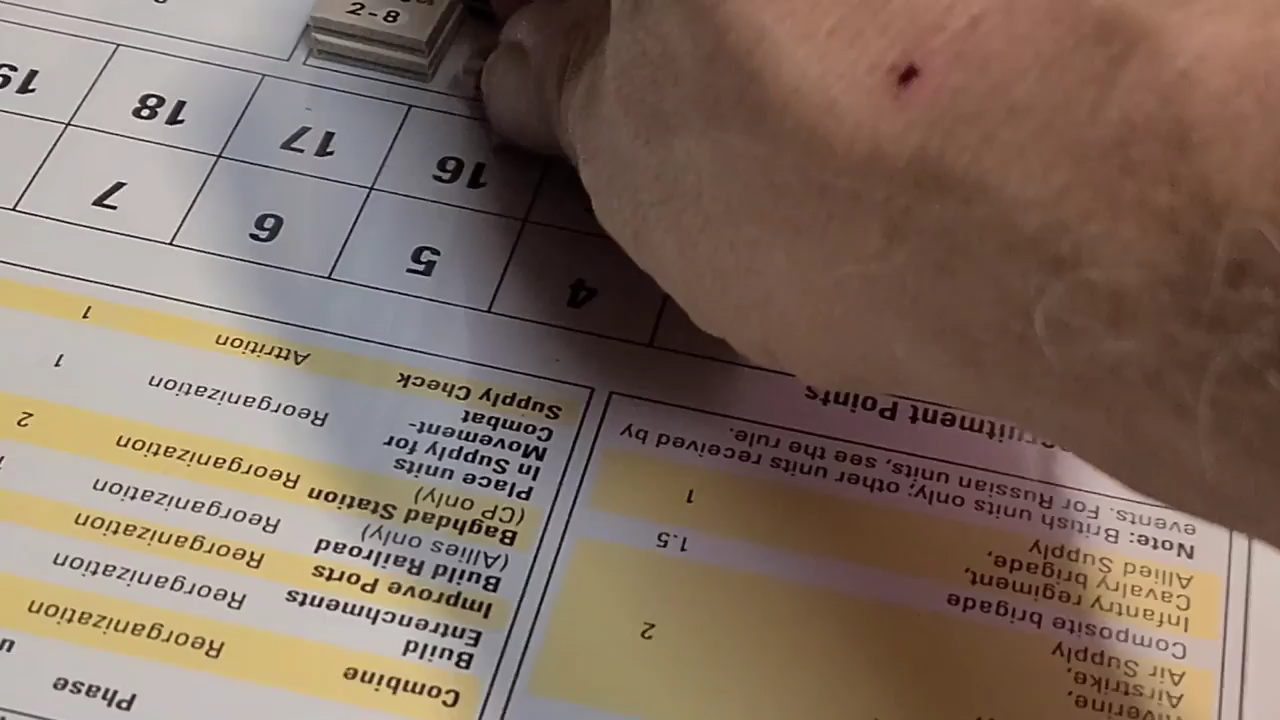 Airstrike,
Air Supply 2
Composite brigade 1.5
Infantry regiment,
Cavalry brigade,
Allied Supply 1
Note: British units only; other units received by
events. For Russian units, see the rule.
Points
Phase
Combine Reorganization
Build
Entrenchments Reorganization
Improve Ports Reorganization
Build Railroad Reorganization
(Allies only)
Baghdad Station Reorganization 2
(CP only)
Place units
In Supply for
Movement-
Combat Reorganization 1
Supply Check Attrition 1
4 5 6 7
16 17 18 19
2-8